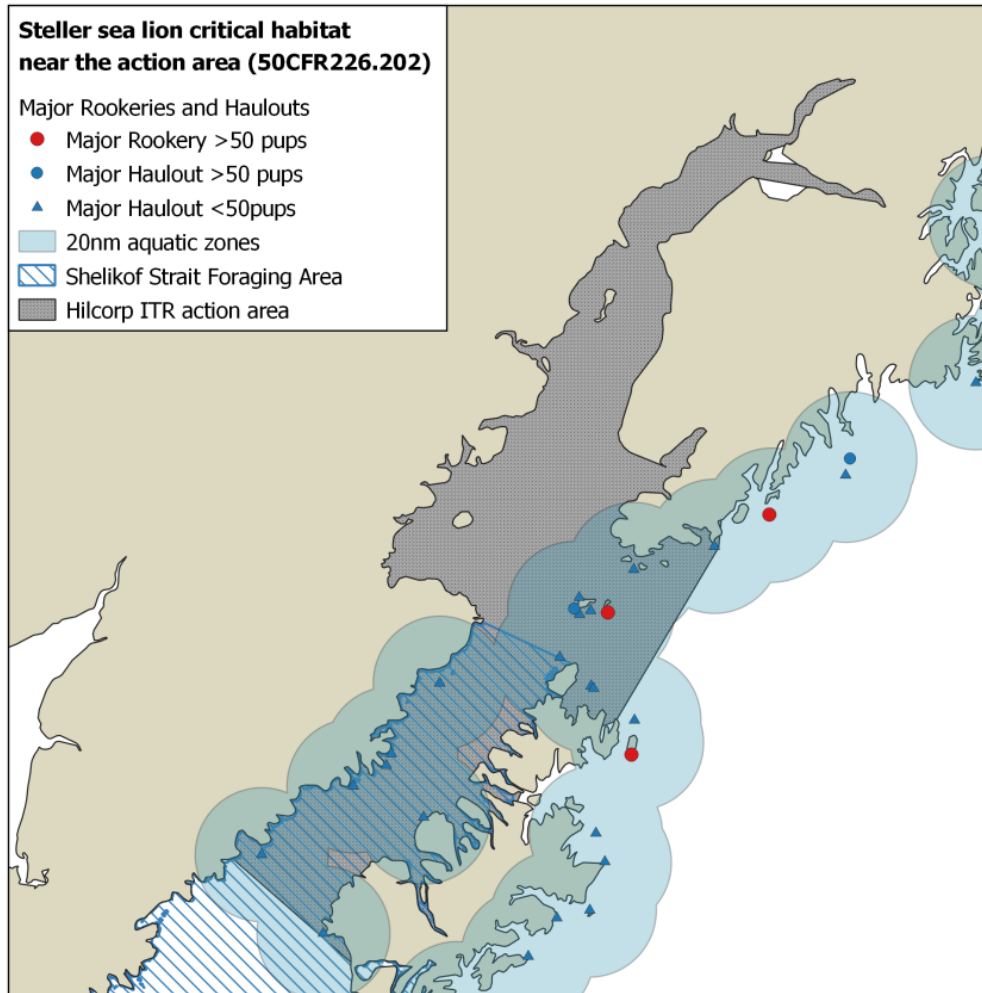 Steller sea lion critical habitat
near the action area (50CFR226.202)
Major Rookeries and Haulouts
Major Rookery >50 pups
Major Haulout >50 pups
Major Haulout <50pups
20nm aquatic zones
Shelikof Strait Foraging Area
Hilcorp ITR action area